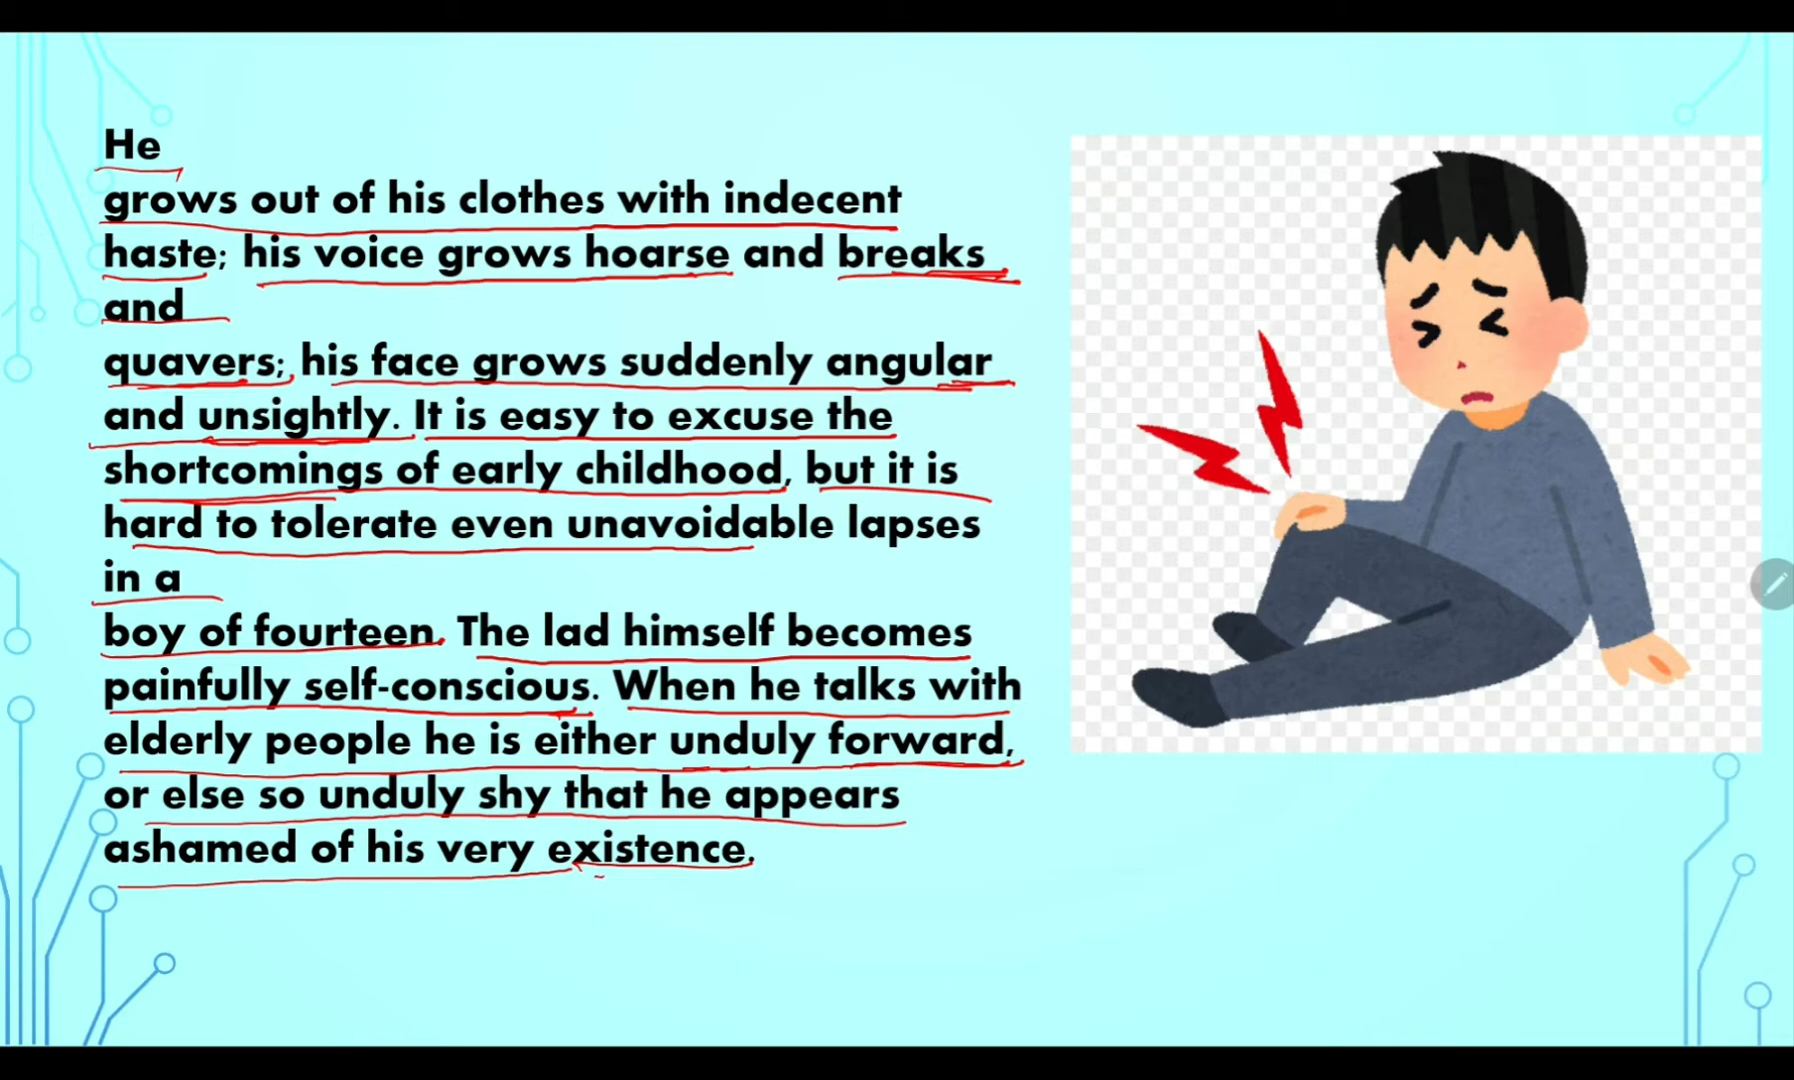 He
grows out of his clothes with indecent
haste; his voice grows hoarse and breaks
and
quavers; his face grows suddenly angular
and unsightly. It is easy to excuse the
shortcomings of early childhood, but it is
hard to tolerate even unavoidable lapses
in a
boy of fourteen. The lad himself becomes
painfully self-conscious. When he talks with
elderly people he is either unduly forward,
or else so unduly shy that he appears
ashamed of his very existence.